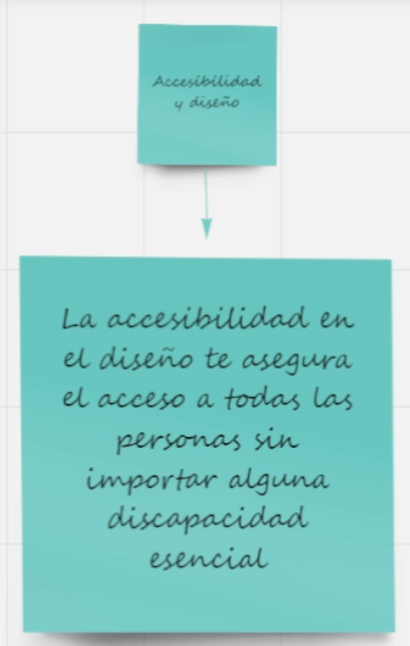 Accesibilidad
y diseño
La accesibilidad en
el diseño te asegura
el acceso a todas las
personas sin
importar alguna
discapacidad
esencial